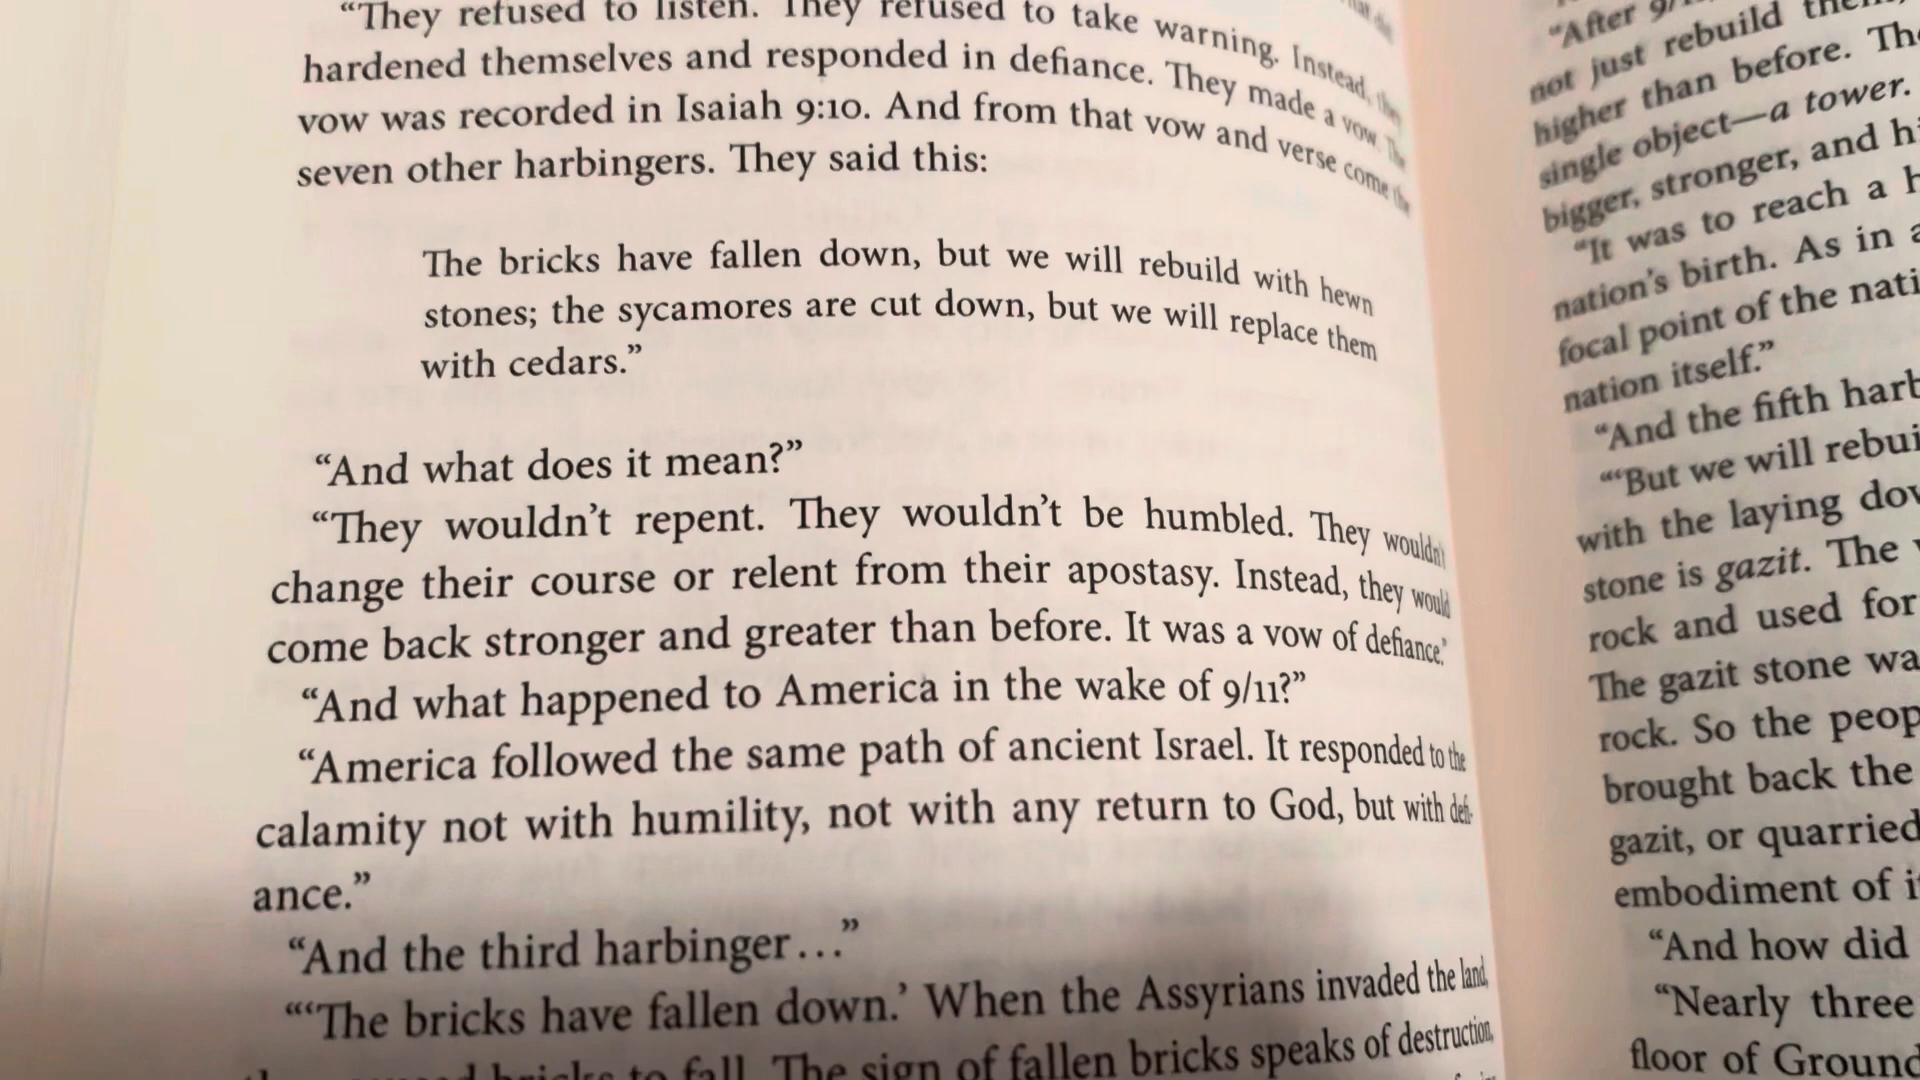 “They refused to listen. They refused to take warning. Instead, they
hardened themselves and responded in defiance. They made a vow. The
vow was recorded in Isaiah 9:10. And from that vow and verse come the
seven other harbingers. They said this:
The bricks have fallen down, but we will rebuild with hewn
stones; the sycamores are cut down, but we will replace them
with cedars.”
“And what does it mean?”
“They wouldn’t repent. They wouldn’t be humbled. They wouldn’t
change their course or relent from their apostasy. Instead, they would
come back stronger and greater than before. It was a vow of defiance.”
“And what happened to America in the wake of 9/11?”
“America followed the same path of ancient Israel. It responded to the
calamity not with humility, not with any return to God, but with defi-
ance.”
“And the third harbinger…”
“‘The bricks have fallen down.’ When the Assyrians invaded the land,
bricks to fall. The sign of fallen bricks speaks of destruction,
“After
not just rebuild
higher than before.
single object—a tower.
bigger, stronger, and
“It was to reach a
nation’s birth. As in
focal point of the
nation itself.”
“And the fifth
“‘But we will
with the laying
stone is gazit. The
rock and used for
The gazit stone
rock. So the
brought back the
gazit, or quarried
embodiment of
“And how did
“Nearly three
floor of Ground